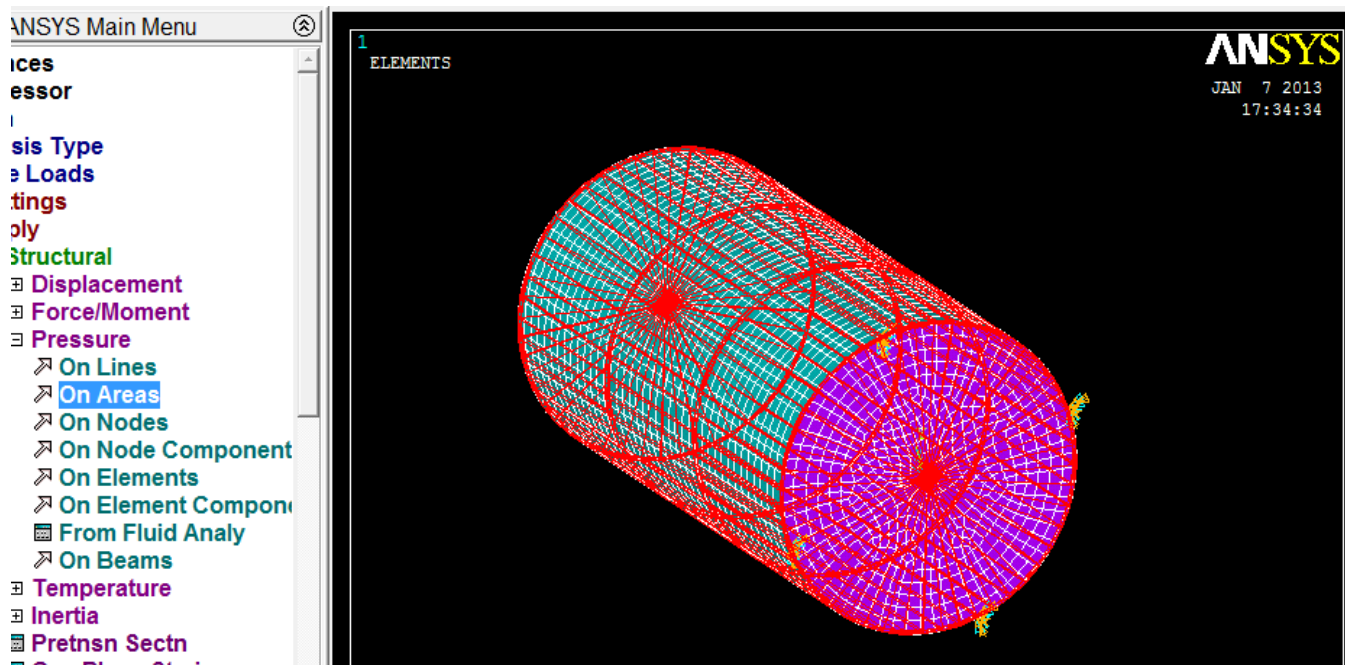 ANSYS Main Menu
ices
essor
sis Type
e Loads
ttings
ply
Structural
Displacement
Force/Moment
Pressure
On Lines
On Areas
On Nodes
On Node Component
On Elements
On Element Compon
From Fluid Analy
On Beams
Temperature
Inertia
Pretnsn Sectn
1
ELEMENTS
ANSYS
JAN 7 2013
17:34:34